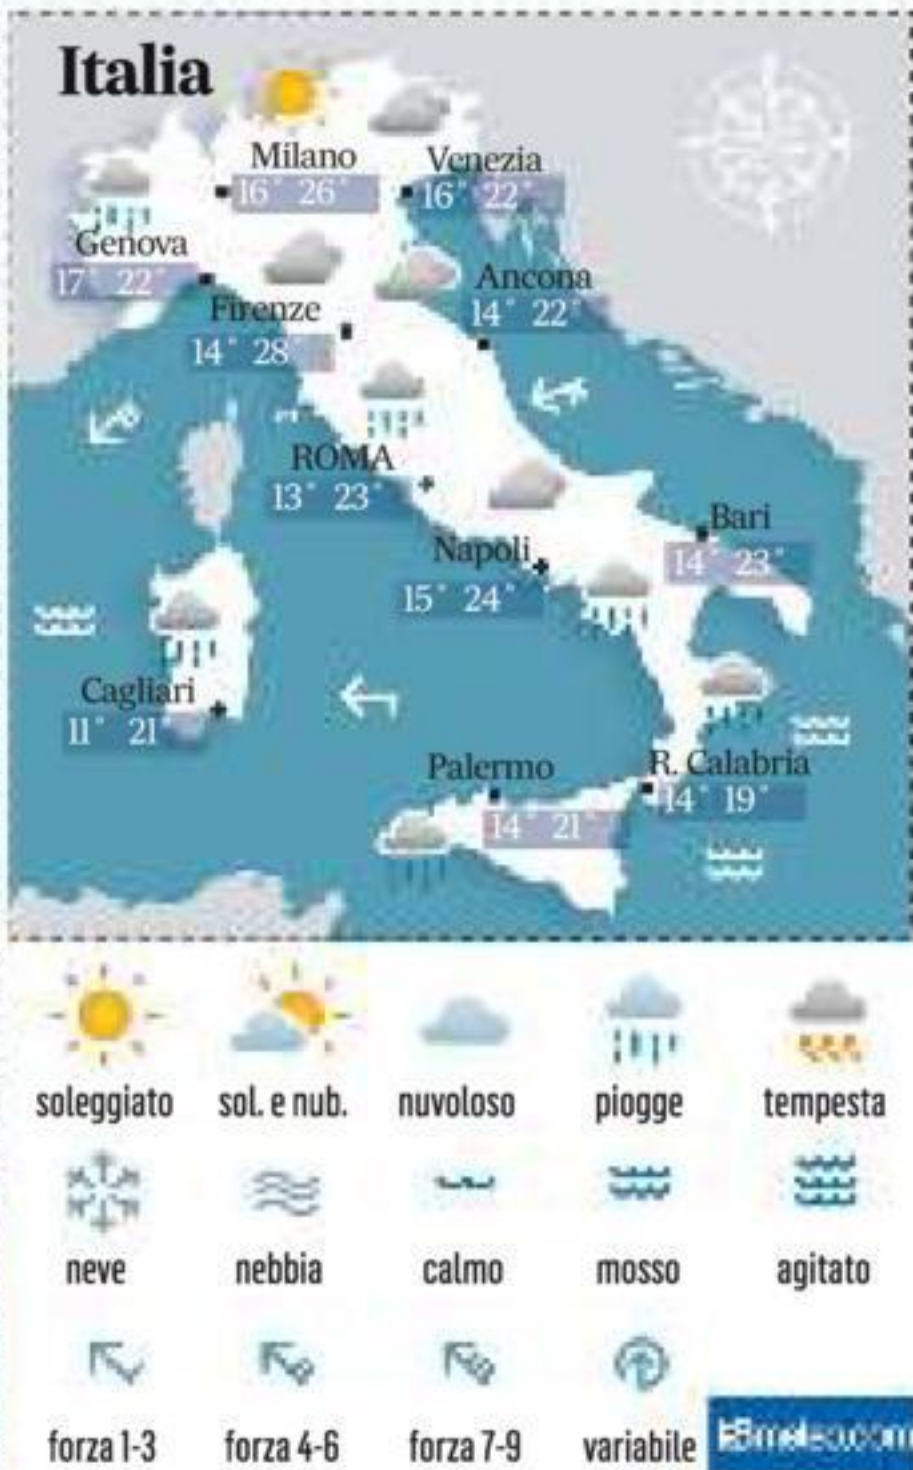 Italia
Milano
16° 26°
Venezia
16° 22°
Genova
17° 22°
Ancona
14° 22°
Firenze
14° 28°
ROMA
13° 23°
Bari
14° 23°
Napoli
15° 24°
Cagliari
11° 21°
Palermo
14° 21°
R. Calabria
14° 19°
soleggiato sol. e nub. nuvoloso piogge tempesta
neve nebbia calmo mosso agitato
forza 1-3 forza 4-6 forza 7-9 variabile